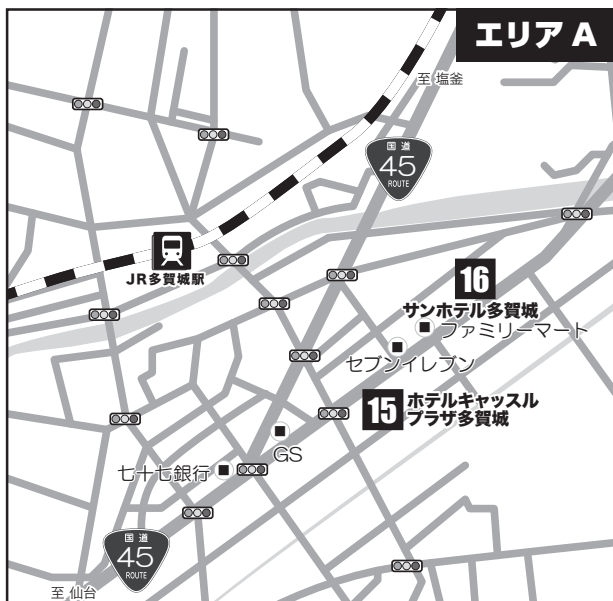 エリア A
至 塩釜
国道
45
ROUTE
JR多賀城駅
16
サンホテル多賀城
ファミリーマート
セブンイレブン
15
ホテルキャッスル
プラザ多賀城
GS
七十七銀行
国道
45
ROUTE
至 仙台